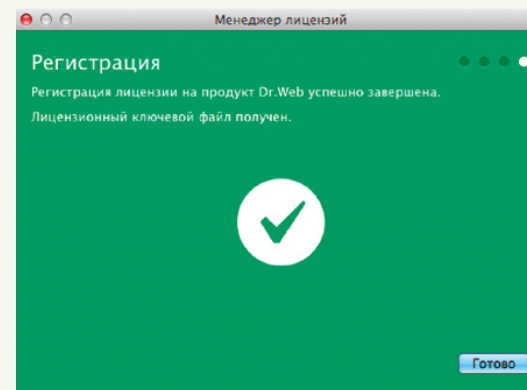 Менеджер лицензий
Регистрация
Регистрация лицензии на продукт Dr.Web успешно завершена.
Лицензионный ключевой файл получен.
Готово